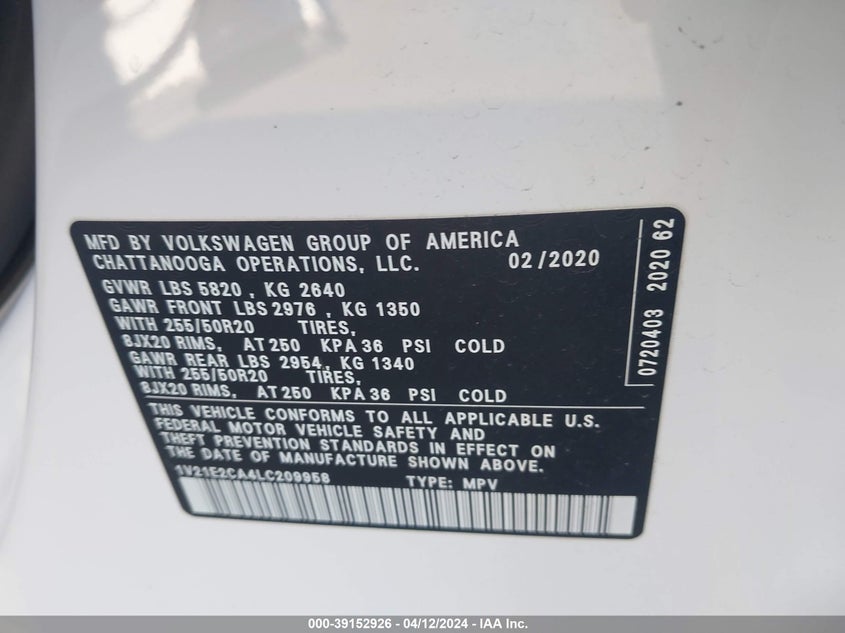 MFD BY VOLKSWAGEN GROUP OF AMERICA
CHATTANOOGA OPERATIONS, LLC. 02/2020
GVWR LBS 5820 , KG 2640
GAWR FRONT LBS 2976 , KG 1350
WITH 255/50R20 TIRES,
8JX20 RIMS, AT 250 KPA 36 PSI COLD
GAWR REAR LBS 2954, KG 1340
WITH 255/50R20 TIRES,
8JX20 RIMS, AT 250 KPA 36 PSI COLD
THIS VEHICLE CONFORMS TO ALL APPLICABLE U.S.
FEDERAL MOTOR VEHICLE SAFETY AND
THEFT PREVENTION STANDARDS IN EFFECT ON
THE DATE OF MANUFACTURE SHOWN ABOVE.
1V21E2CA4LC209958 TYPE: MPV
0720403 2020 62
000-39152926 - 04/12/2024 - IAA, Inc.